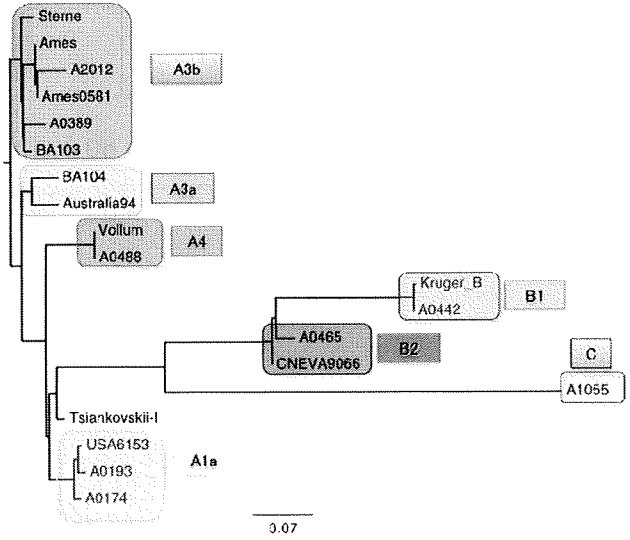 Sterne
Ames
A2012
Ames0581
A0389
BA103
A3b
BA104
Australia94
A3a
Vollum
A0488
A4
Kruger_B
A0442
B1
A0465
CNEVA9066
B2
C
A1055
Tsiankovskii-I
USA6153
A0193
A0174
A1a
0.07